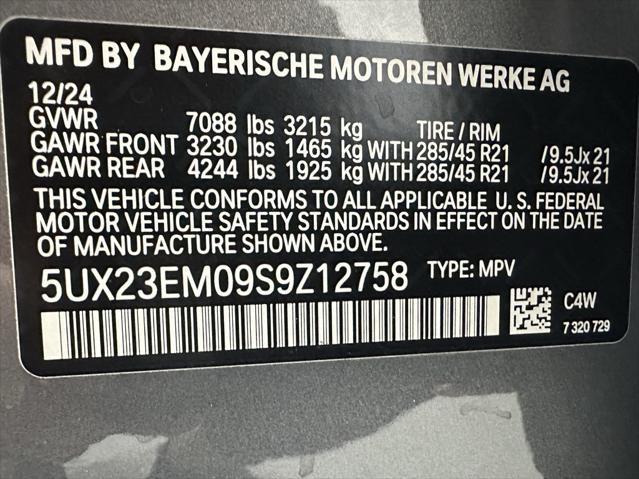 MFD BY BAYERISCHE MOTOREN WERKE AG
12/24
GVWR 7088 lbs 3215 kg TIRE / RIM
GAWR FRONT 3230 lbs 1465 kg WITH 285/45 R21 /9.5Jx21
GAWR REAR 4244 lbs 1925 kg WITH 285/45 R21 /9.5Jx21
THIS VEHICLE CONFORMS TO ALL APPLICABLE U. S. FEDERAL
MOTOR VEHICLE SAFETY STANDARDS IN EFFECT ON THE DATE
OF MANUFACTURE SHOWN ABOVE.
5UX23EM09S9Z12758 TYPE: MPV
C4W
7 320 729